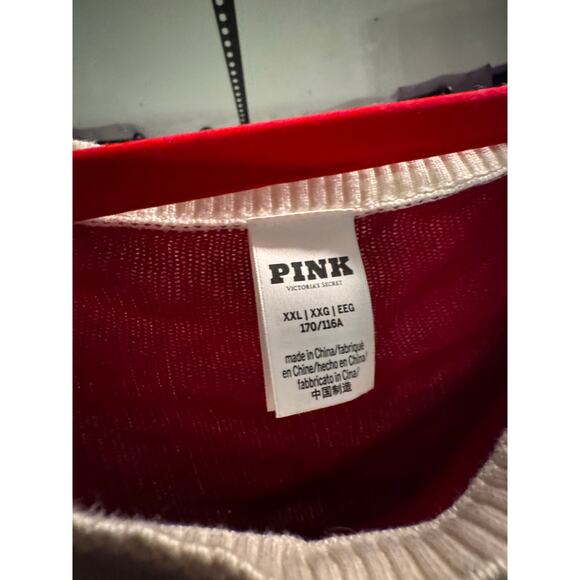 PINK
VICTORIA'S SECRET
XXL | XXG | EEG
170/116A
made in China/fabriqué
en Chine/hecho en China/
fabbricato in Cina/
中国制造